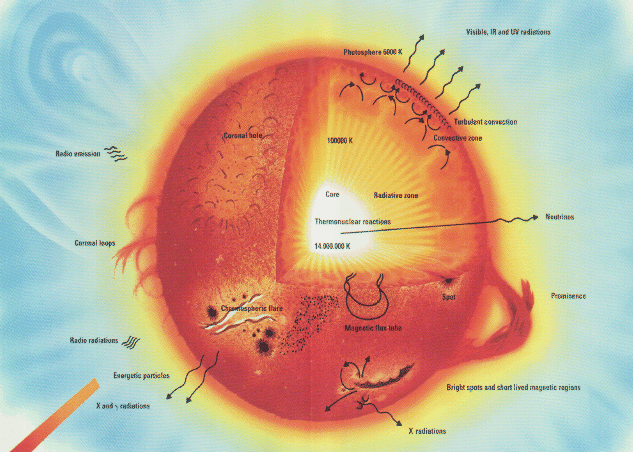 Visible, IR and UV radiations
Photosphere 5800 K
Turbulent convection
Coronal hole
Convective zone
100000 K
Radio emission
Core
Radiative zone
Thermonuclear reactions
Neutrinos
Coronal loops
14.000.000 K
Spot
Prominence
Chromospheric flare
Magnetic flux tube
Radio radiations
Energetic particles
Bright spots and short lived magnetic regions
X and γ radiations
X radiations